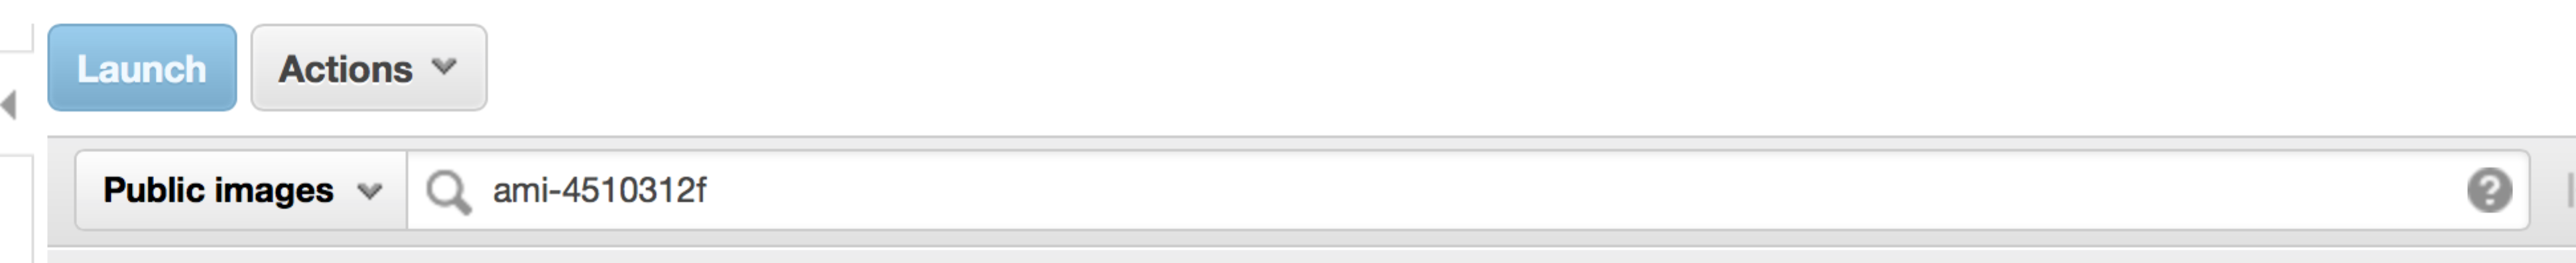 Launch Actions
Public images ami-4510312f